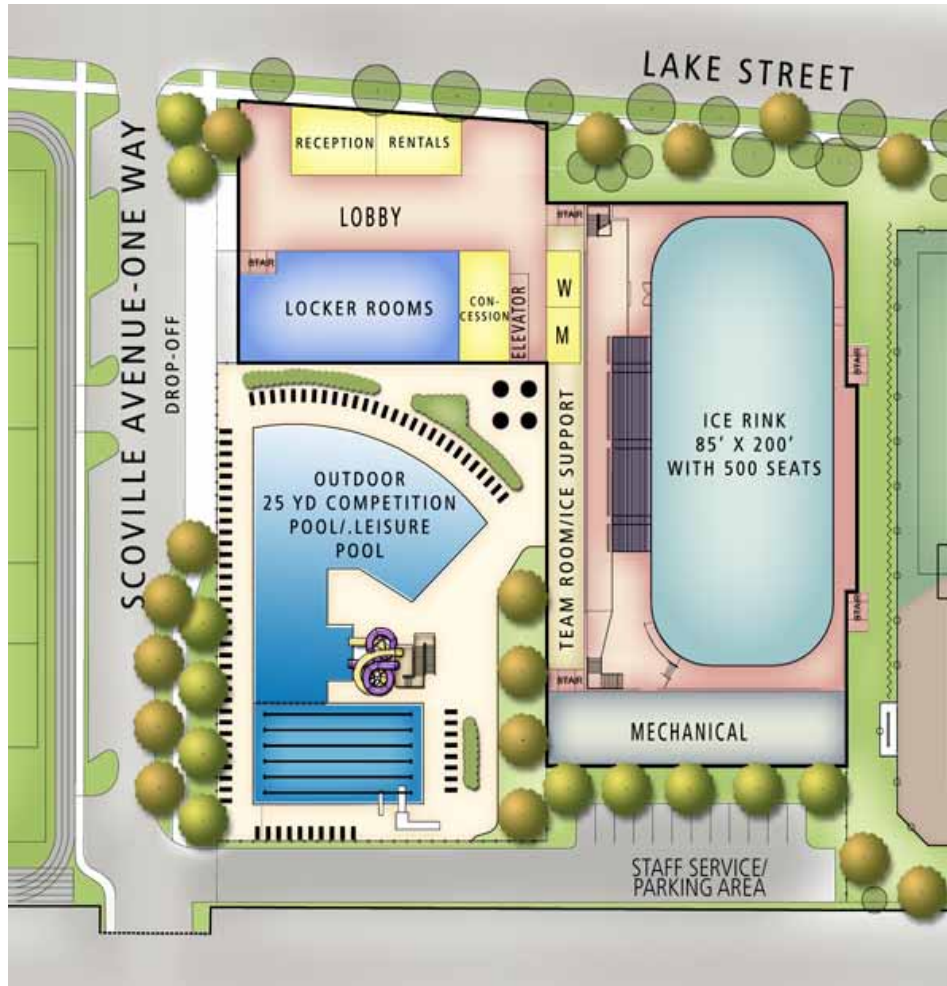 LAKE STREET
SCOVILLE AVENUE-ONE WAY
DROP-OFF
RECEPTION
RENTALS
LOBBY
STAIR
LOCKER ROOMS
CON-
CESSION
ELEVATOR
STAIR
W
M
TEAM ROOM/ICE SUPPORT
STAIR
ICE RINK
85' X 200'
WITH 500 SEATS
STAIR
STAIR
OUTDOOR
25 YD COMPETITION
POOL/.LEISURE
POOL
MECHANICAL
STAFF SERVICE/
PARKING AREA